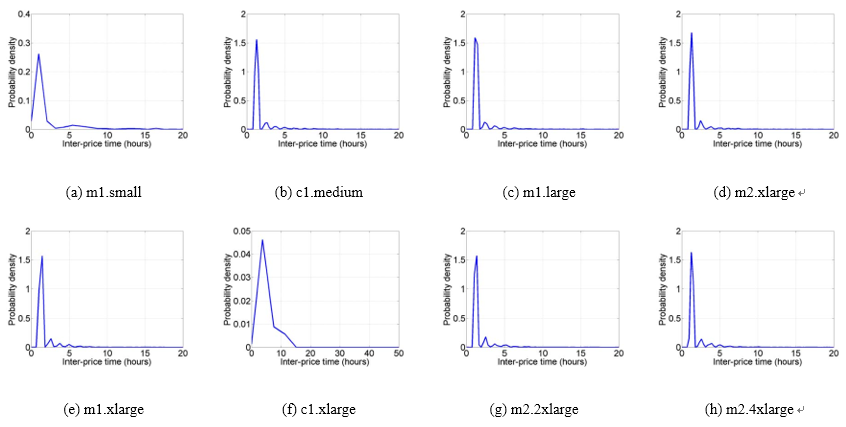 0.4
0.3
0.2
0.1
0
0 5 10 15 20
Probability density
Inter-price time (hours)
(a) m1.small
2
1.5
1
0.5
0
0 5 10 15 20
Probability density
Inter-price time (hours)
(b) c1.medium
2
1.5
1
0.5
0
0 5 10 15 20
Probability density
Inter-price time (hours)
(c) m1.large
2
1.5
1
0.5
0
0 5 10 15 20
Probability density
Inter-price time (hours)
(d) m2.xlarge ↵
2
1.5
1
0.5
0
0 5 10 15 20
Probability density
Inter-price time (hours)
(e) m1.xlarge
0.05
0.04
0.03
0.02
0.01
0
0 10 20 30 40 50
Probability density
Inter-price time (hours)
(f) c1.xlarge
2
1.5
1
0.5
0
0 5 10 15 20
Probability density
Inter-price time (hours)
(g) m2.2xlarge
2
1.5
1
0.5
0
0 5 10 15 20
Probability density
Inter-price time (hours)
(h) m2.4xlarge ↵